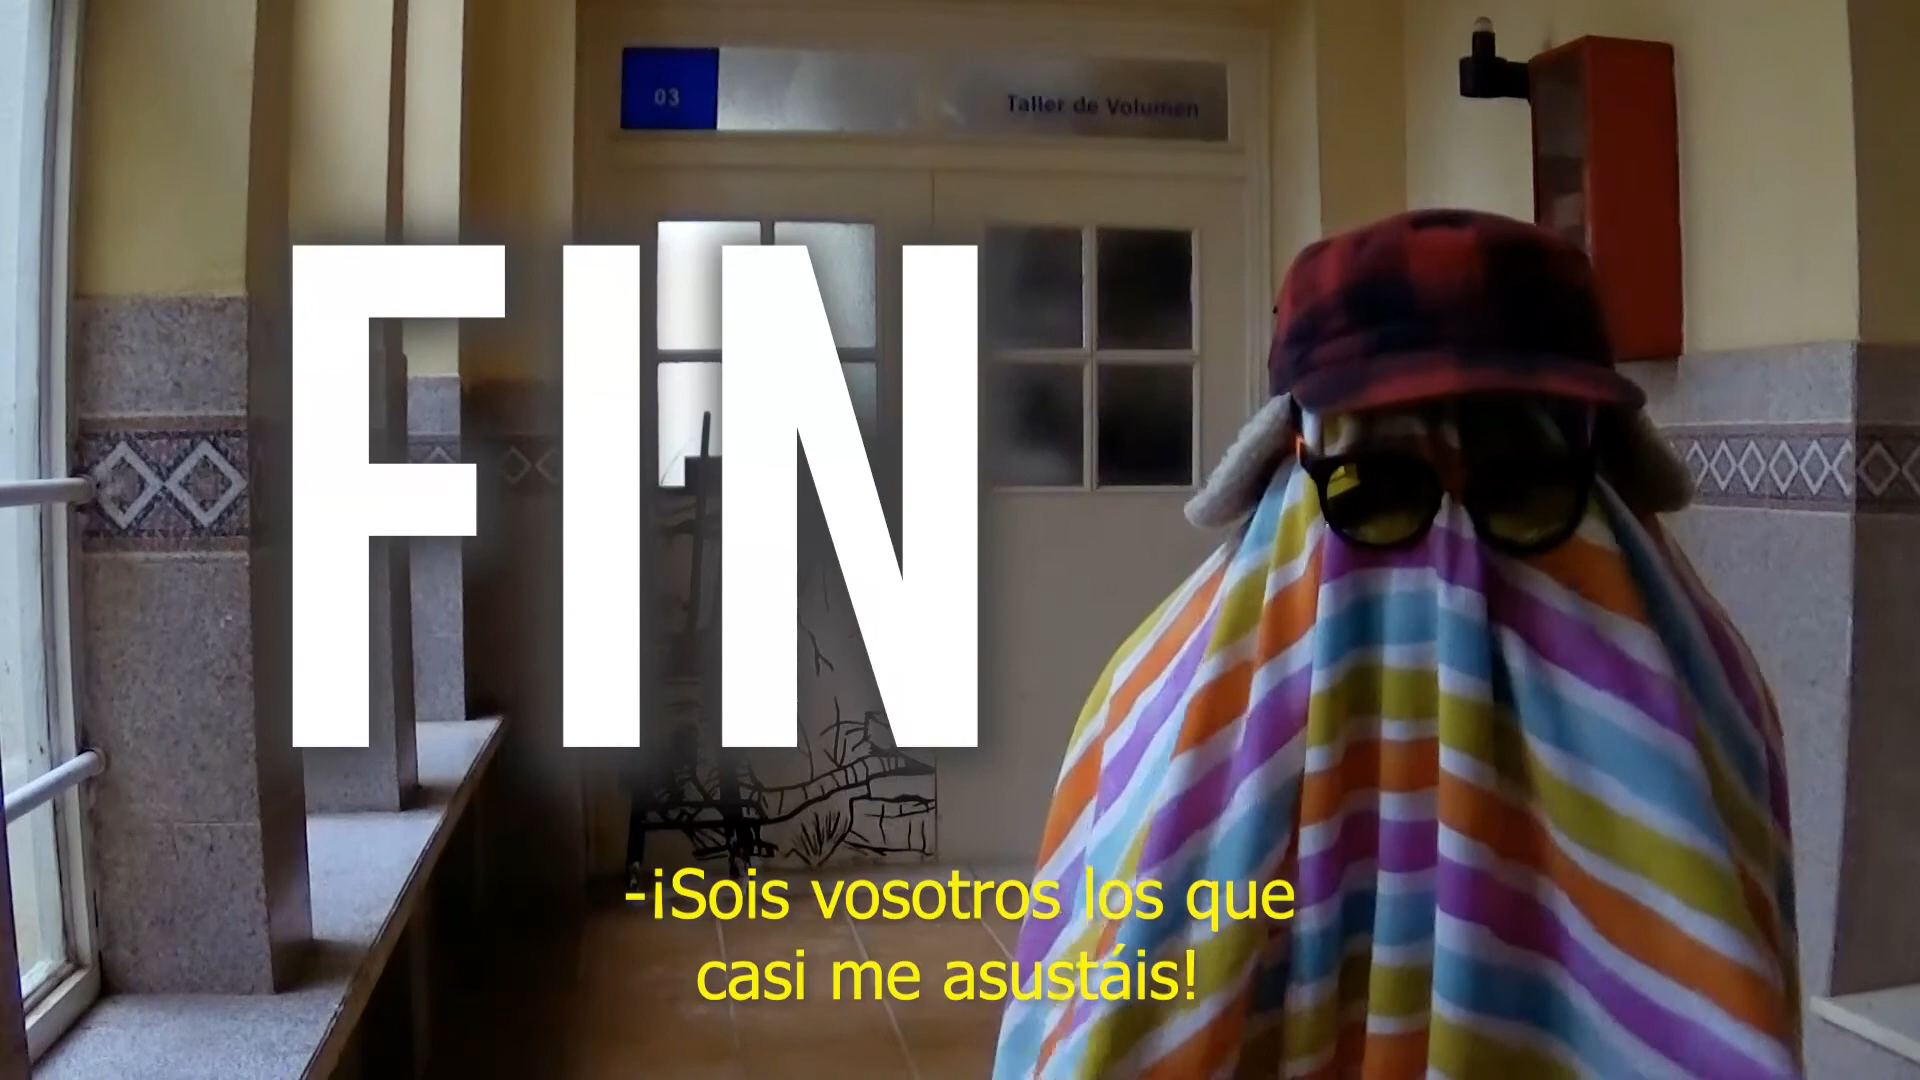 03
Taller de Volumen
FIN
-¡Sois vosotros los que
casi me asustáis!